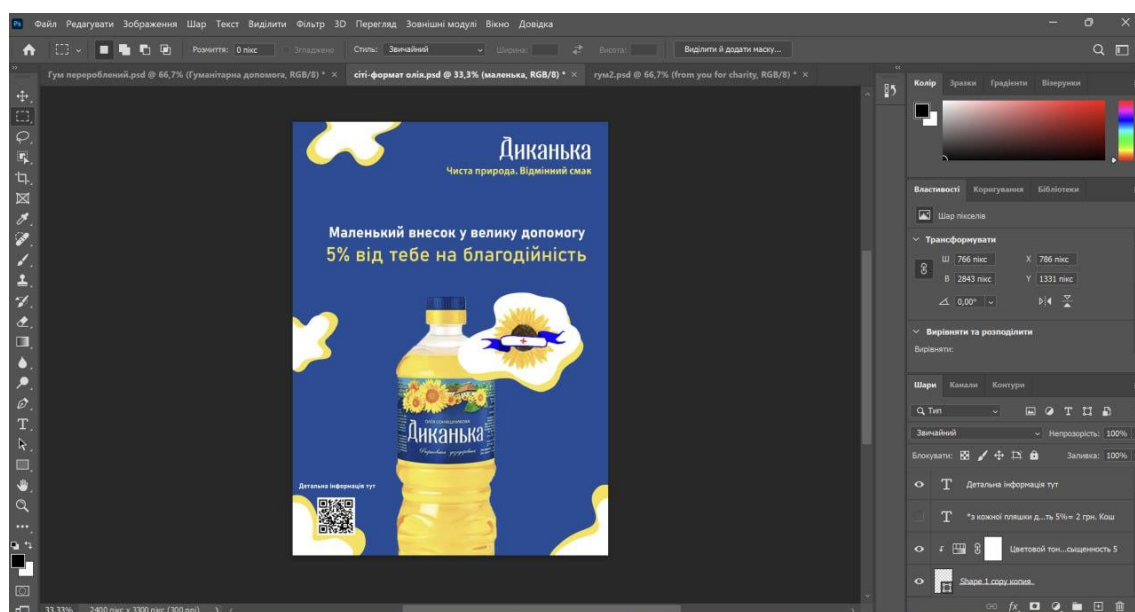 Ps Файл Редагувати Зображення Шар Текст Виділити Фільтр 3D Перегляд Зовнішні модулі Вікно Довідка
Розмиття: 0 пікс Згладжено Стиль: Звичайний Ширина: Висота: Виділити й додати маску...
Гум перероблений.psd @ 66,7% (Гуманітарна допомога, RGB/8) * × сіті-формат олія.psd @ 33,3% (маленька, RGB/8) * × гум2.psd @ 66,7% (from you for charity, RGB/8) * ×
Колір Зразки Градієнти Візерунки
Диканька
Чиста природа. Відмінний смак
Маленький внесок у велику допомогу
5% від тебе на благодійність
ОЛІЯ СОНЯШНИКОВА
Диканька
Детальна інформація тут
Властивості Коригування Бібліотеки
Шар пікселів
Трансформувати
Ш 766 пікс X 786 пікс
В 2843 пікс Y 1331 пікс
0,00°
Вирівняти та розподілити
Вирівняти:
Шари Канали Контури
Тип
Звичайний Непрозорість: 100%
Блокувати: Заливка: 100%
Детальна інформація тут
*з кожної пляшки д...ть 5%= 2 грн. Кош
Цветовой тон...сыщенность 5
Shape 1 copy копия
33,33% 2400 пікс x 3300 пікс (300 ppi)